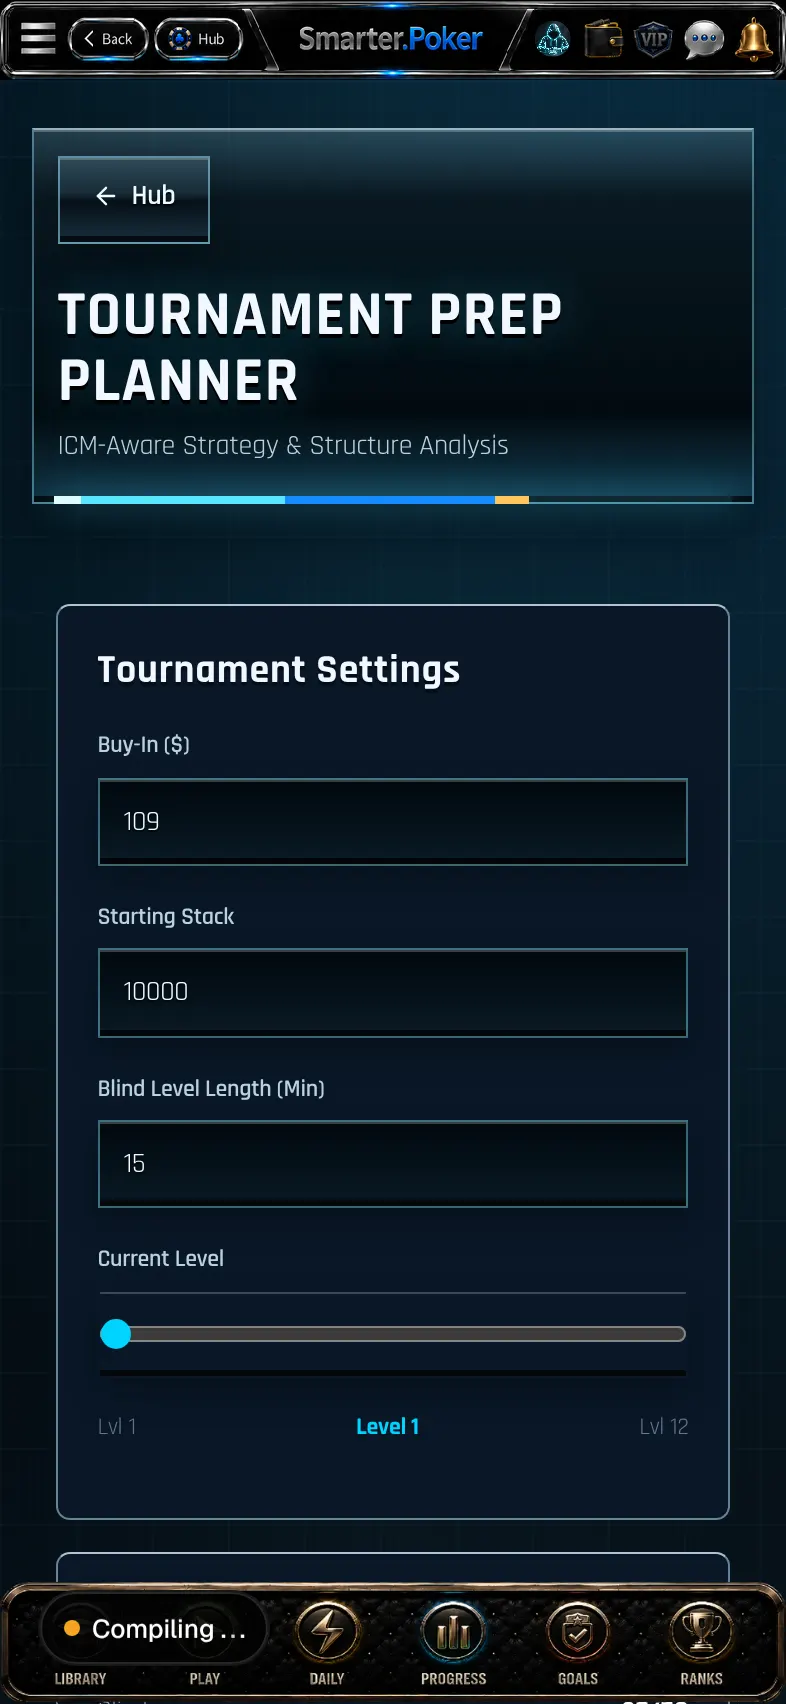 Back
Hub
Smarter.Poker
VIP
← Hub
TOURNAMENT PREP
PLANNER
ICM-Aware Strategy & Structure Analysis
Tournament Settings
Buy-In ($)
109
Starting Stack
10000
Blind Level Length (Min)
15
Current Level
Lvl 1
Level 1
Lvl 12
Compiling ...
LIBRARY
PLAY
DAILY
PROGRESS
GOALS
RANKS